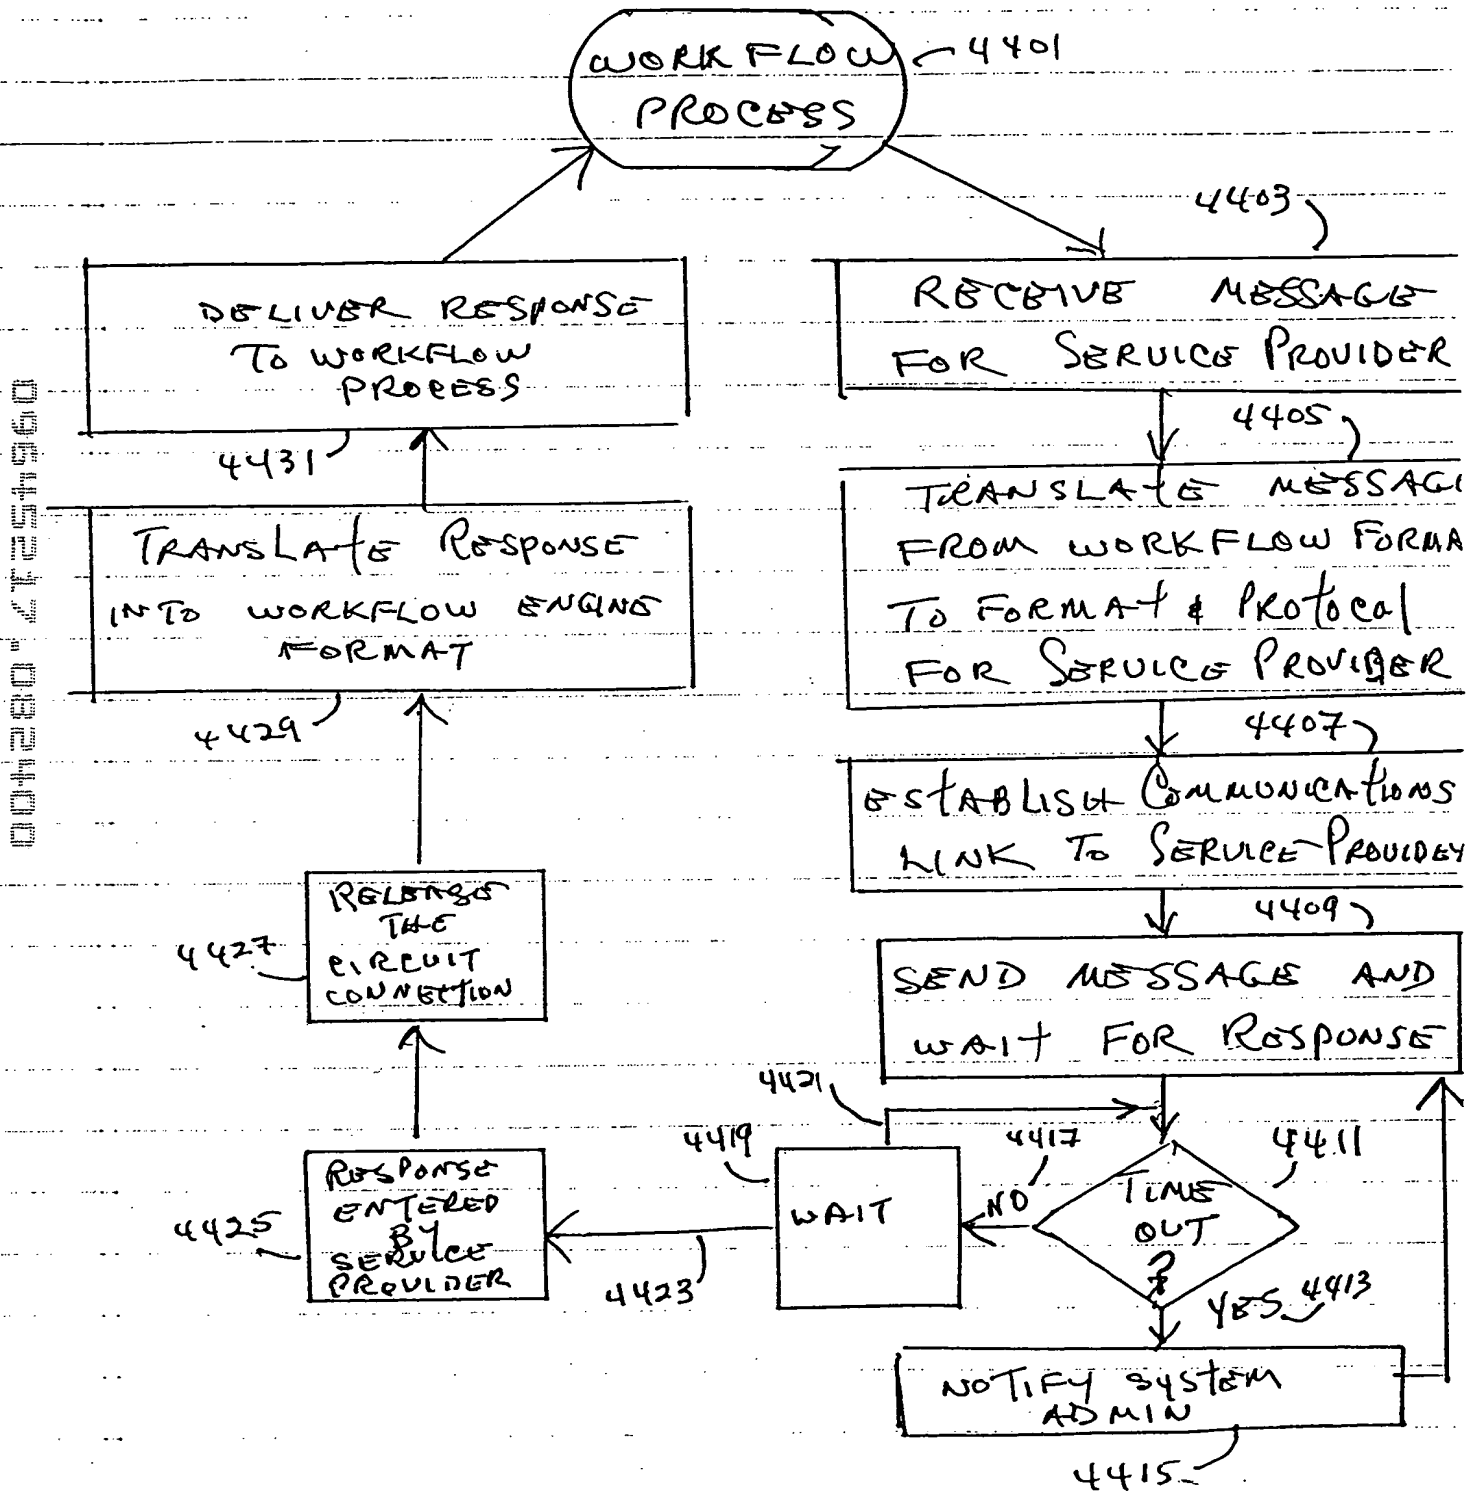 WORKFLOW
PROCESS
4401
4403
RECEIVE MESSAGE
FOR SERVICE PROVIDER
4405
TRANSLATE MESSAG
FROM WORKFLOW FORMA
TO FORMAT & PROTOCOL
FOR SERVICE PROVIDER
4407
ESTABLISH COMMUNICATIONS
LINK TO SERVICE PROVIDER
4409
SEND MESSAGE AND
WAIT FOR RESPONSE
4411
TIME
OUT
?
YES 4413
NOTIFY SYSTEM
ADMIN
4415
NO
4417
4419
WAIT
4421
4423
RESPONSE
ENTERED
BY
SERVICE
PROVIDER
4425
RELEASE
THE
CIRCUIT
CONNECTION
4427
TRANSLATE RESPONSE
INTO WORKFLOW ENGINE
FORMAT
4429
DELIVER RESPONSE
TO WORKFLOW
PROCESS
4431